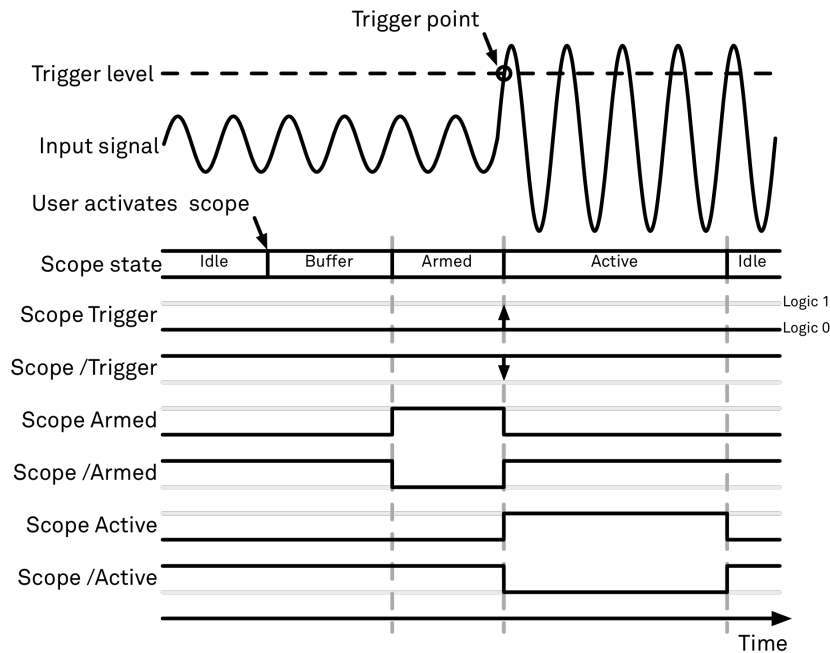 Trigger point
Trigger level
Input signal
User activates scope
Scope state Idle Buffer Armed Active Idle
Scope Trigger Logic 1
Logic 0
Scope /Trigger
Scope Armed
Scope /Armed
Scope Active
Scope /Active
Time